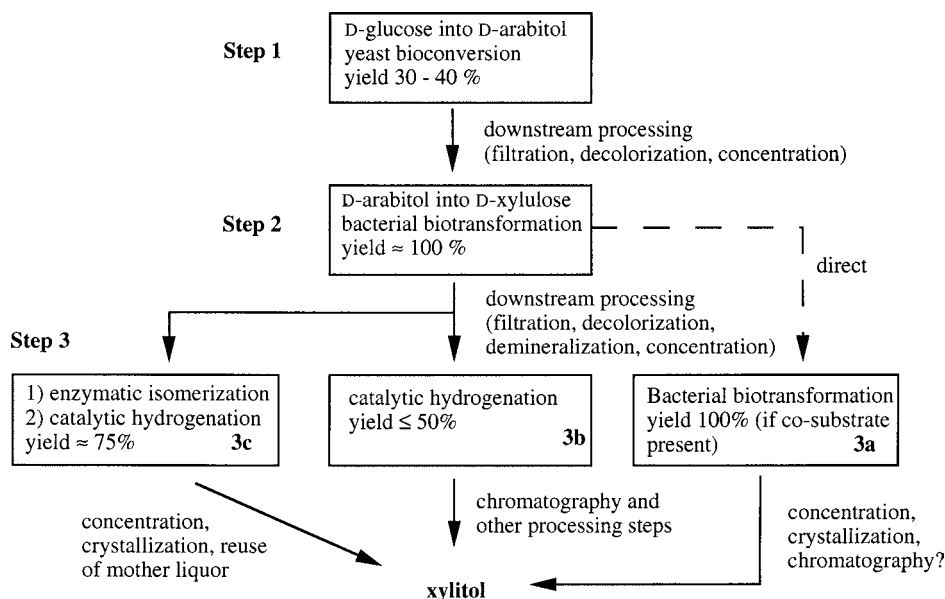 Step 1
D-glucose into D-arabitol
yeast bioconversion
yield 30 - 40 %
downstream processing
(filtration, decolorization, concentration)
Step 2
D-arabitol into D-xylulose
bacterial biotransformation
yield ≈ 100 %
direct
downstream processing
(filtration, decolorization,
demineralization, concentration)
Step 3
1) enzymatic isomerization
2) catalytic hydrogenation
yield ≈ 75% 3c
catalytic hydrogenation
yield ≤ 50%
3b
Bacterial biotransformation
yield 100% (if co-substrate
present) 3a
concentration,
crystallization, reuse
of mother liquor
chromatography and
other processing steps
concentration,
crystallization,
chromatography?
xylitol